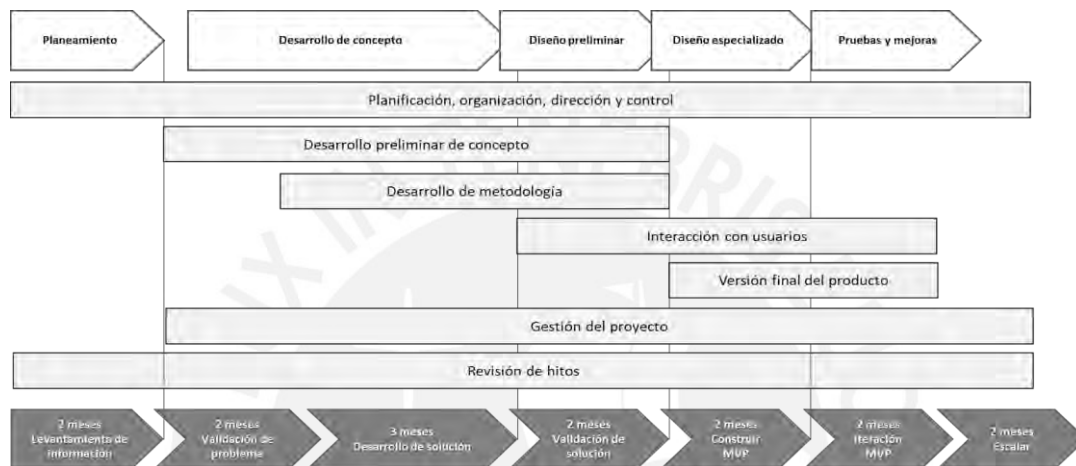 Planeamiento
Desarrollo de concepto
Diseño preliminar
Diseño especializado
Pruebas y mejoras
Planificación, organización, dirección y control
Desarrollo preliminar de concepto
Desarrollo de metodología
Interacción con usuarios
Versión final del producto
Gestión del proyecto
Revisión de hitos
2 meses
Levantamiento de
información
2 meses
Validación de
problema
3 meses
Desarrollo de solución
2 meses
Validación de
solución
2 meses
Construir
MVP
2 meses
Iteración
MVP
2 meses
Escalar